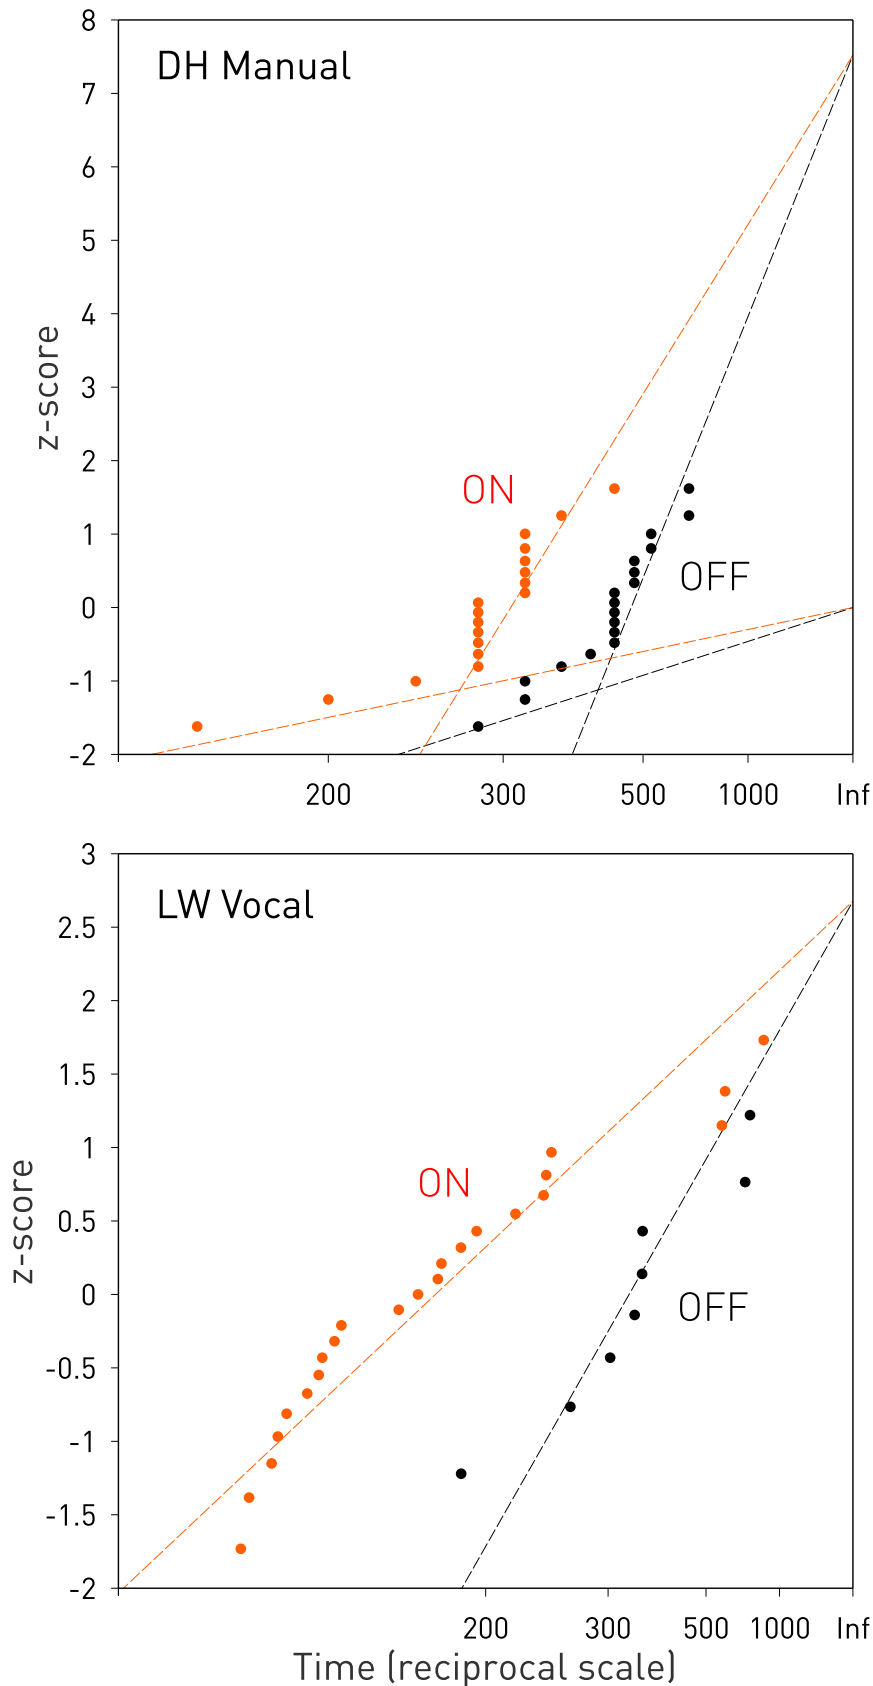 8
DH Manual
7
6
5
4
3
2
1
0
-1
-2
z-score
ON
OFF
200 300 500 1000 Inf
3
LW Vocal
2.5
2
1.5
1
0.5
0
-0.5
-1
-1.5
-2
z-score
ON
OFF
200 300 500 1000 Inf
Time (reciprocal scale)